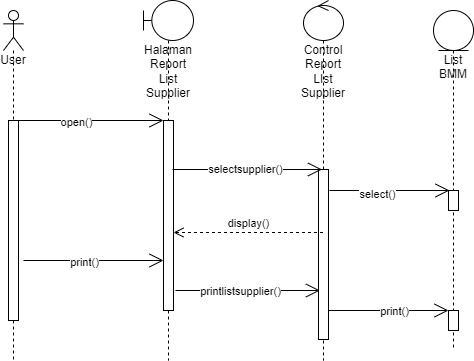 User
Halaman
Report
List
Supplier
Control
Report
List
Supplier
List
BMM
open()
selectsupplier()
select()
display()
print()
printlistsupplier()
print()